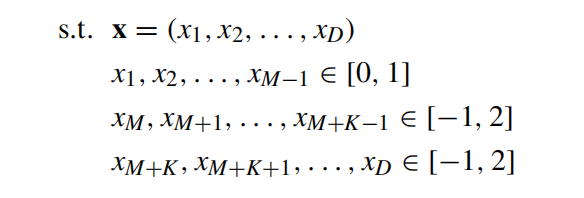 s.t. x = (x1, x2, . . . , xD)
x1, x2, . . . , xM−1 ∈ [0, 1]
xM, xM+1, . . . , xM+K−1 ∈ [−1, 2]
xM+K, xM+K+1, . . . , xD ∈ [−1, 2]